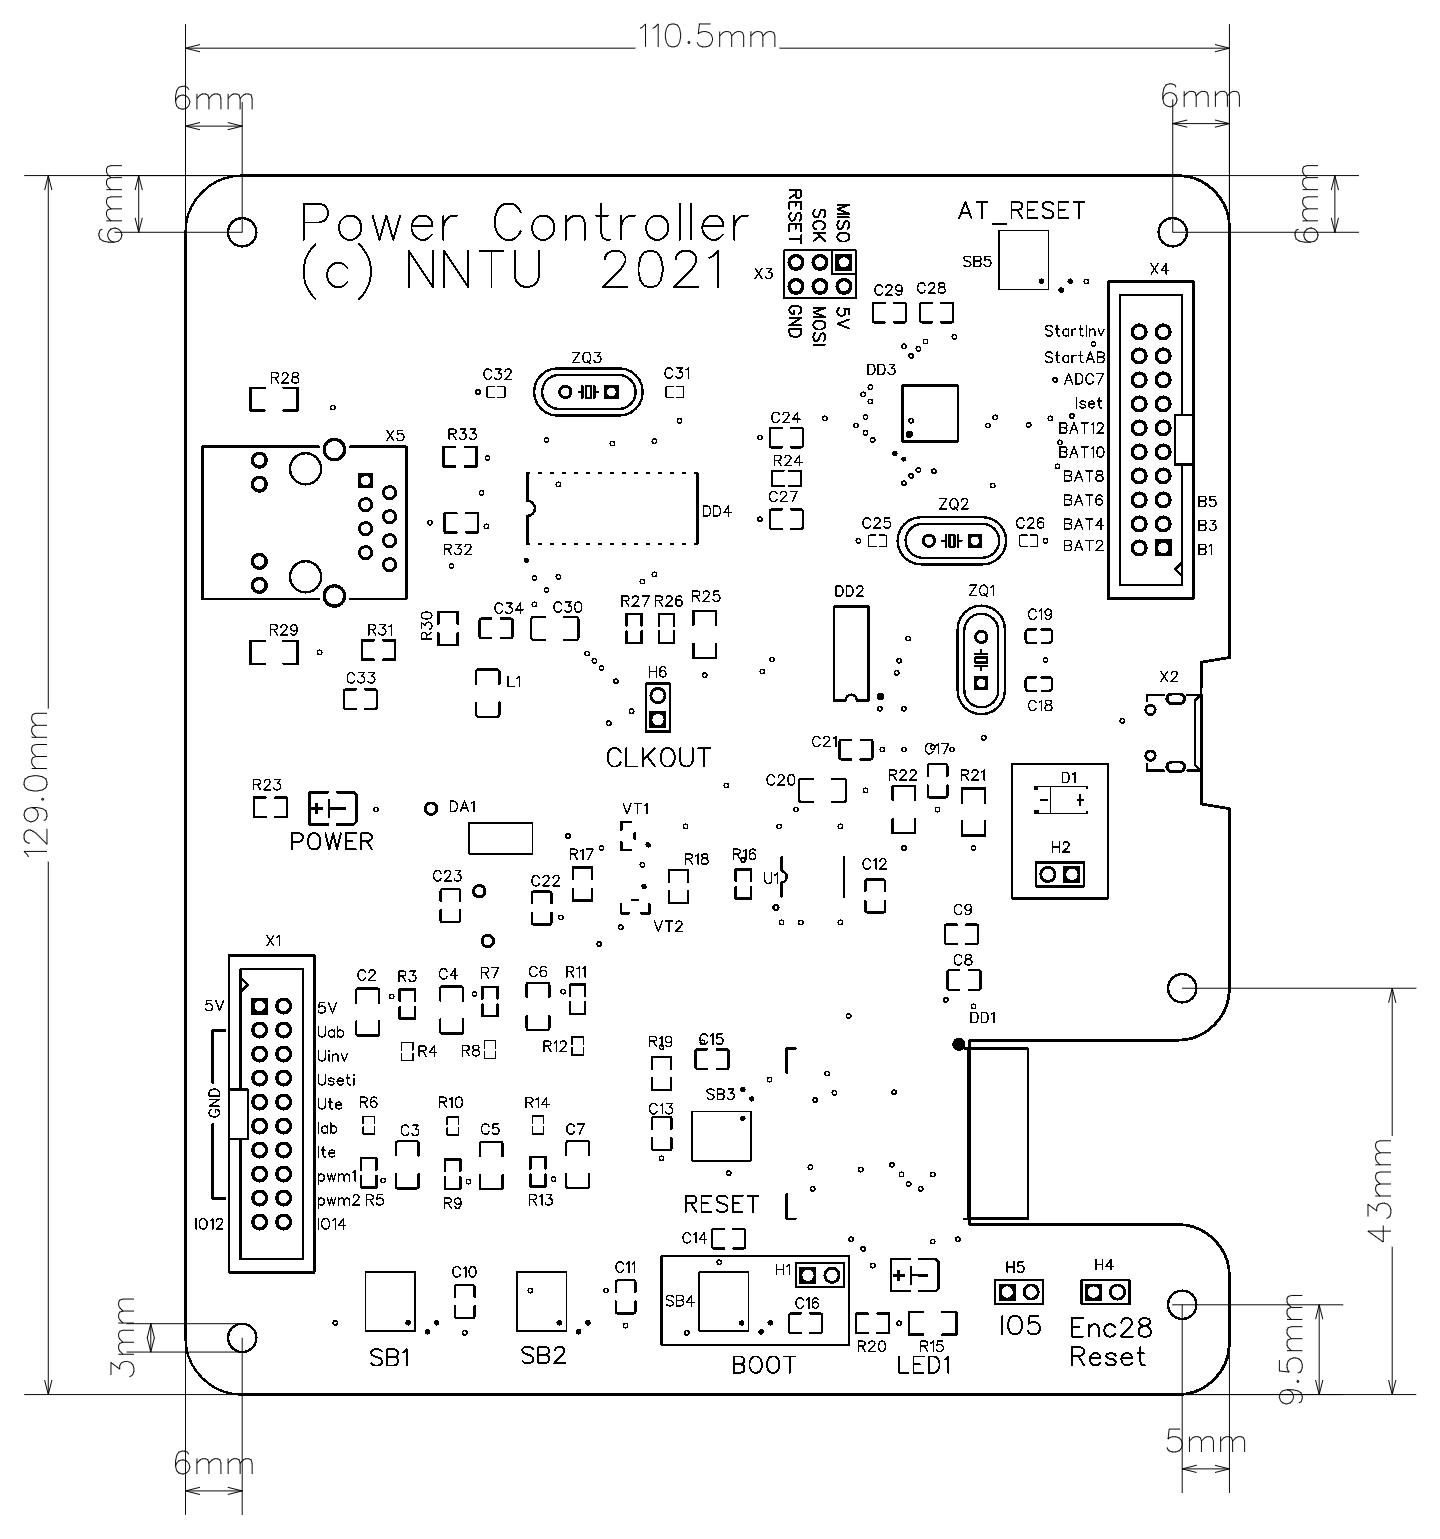 110.5mm
6mm
6mm
6mm
6mm
Power Controller
(c) NNTU 2021
RESET
SCK
MISO
X3
GND
MOSI
5V
AT_RESET
SB5
X4
C29
C28
StartInv
StartAB
ADC7
Iset
BAT12
BAT10
BAT8
BAT6
B5
BAT4
B3
BAT2
B1
ZQ3
C32
C31
DD3
R28
X5
R33
C24
R24
C27
ZQ2
DD4
C25
C26
R32
DD2
ZQ1
R30
C34
C30
R27
R26
R25
C19
R29
R31
C33
L1
H6
CLKOUT
X2
C18
C21
C17
C20
R22
R21
D1
129.0mm
R23
POWER
DA1
VT1
H2
R17
R18
R16
U1
C12
C23
C22
VT2
C9
C8
X1
C2
R3
C4
R7
C6
R11
DD1
5V
5V
Uab
Uinv
R4
R8
R12
R19
C15
Useti
GND
Ute
R6
R10
R14
SB3
Iab
C3
C5
C7
C13
Ite
pwm1
pwm2
R5
R9
R13
RESET
IO12
IO14
43mm
C14
C10
C11
H1
SB4
C16
H5
H4
IO5
Enc28
Reset
3mm
SB1
SB2
BOOT
R20
R15
LED1
9.5mm
6mm
5mm